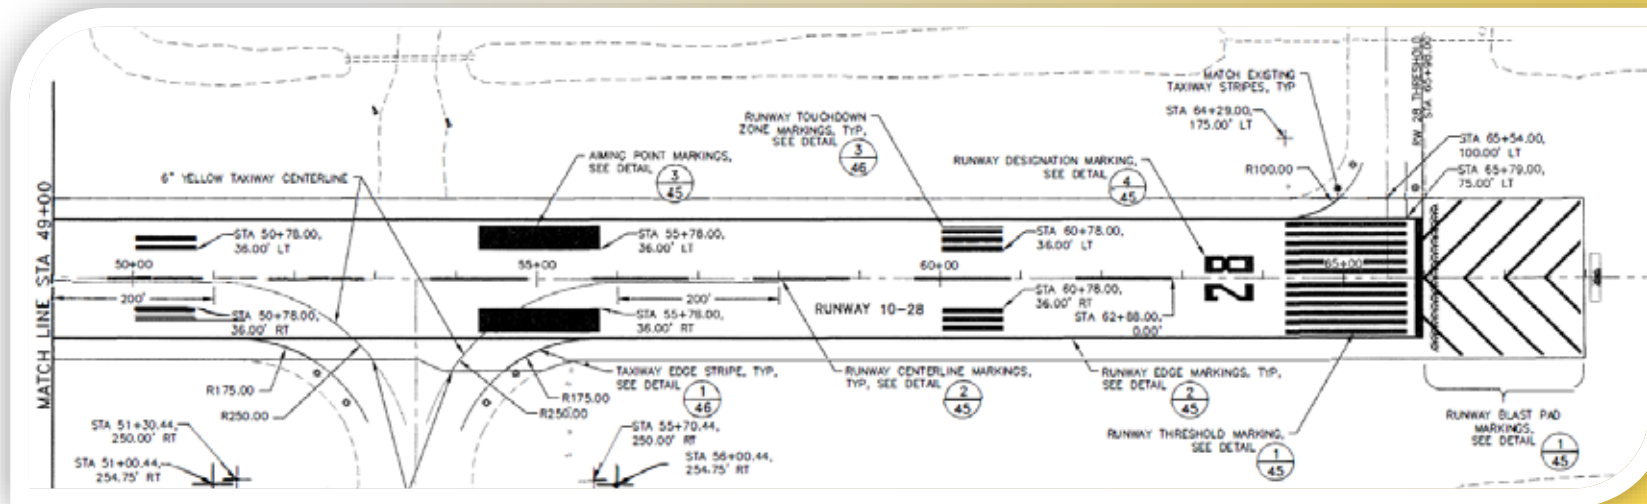 MATCH LINE STA 49+00
6" YELLOW TAXIWAY CENTERLINE
AIMING POINT MARKINGS,
SEE DETAIL
3
45
RUNWAY TOUCHDOWN
ZONE MARKINGS, TYP.
SEE DETAIL
3
46
RUNWAY DESIGNATION MARKING,
SEE DETAIL
4
45
MATCH EXISTING
TAXIWAY STRIPES, TYP
STA 64+29.00,
175.00' LT
R100.00
RW 28 THRESHOLD
STA 65+98.00
STA 65+54.00,
100.00' LT
STA 65+79.00,
75.00' LT
STA 50+78.00,
36.00' LT
STA 55+78.00,
36.00' LT
STA 60+78.00,
36.00' LT
50+00
55+00
60+00
65+00
28
200'
200'
RUNWAY 10-28
STA 50+78.00,
36.00' RT
STA 55+78.00,
36.00' RT
STA 60+78.00,
36.00' RT
STA 62+88.00,
0.00'
R175.00
R250.00
TAXIWAY EDGE STRIPE, TYP,
SEE DETAIL
1
46
R175.00
R250.00
RUNWAY CENTERLINE MARKINGS,
TYP, SEE DETAIL
2
45
RUNWAY EDGE MARKINGS, TYP,
SEE DETAIL
2
45
RUNWAY THRESHOLD MARKING,
SEE DETAIL
1
45
RUNWAY BLAST PAD
MARKINGS,
SEE DETAIL
1
45
STA 51+30.44,
250.00' RT
STA 51+00.44,
254.75' RT
STA 55+70.44,
250.00' RT
STA 56+00.44,
254.75' RT